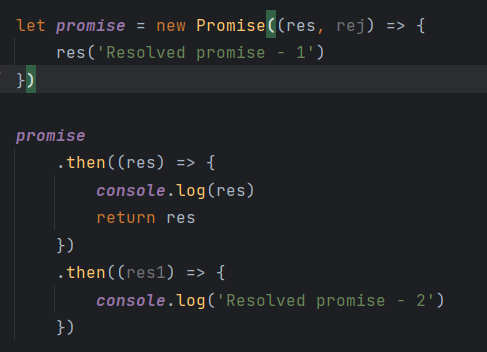 let promise = new Promise((res, rej) => {
    res('Resolved promise - 1')
})

promise
    .then((res) => {
        console.log(res)
        return res
    })
    .then((res1) => {
        console.log('Resolved promise - 2')
    })